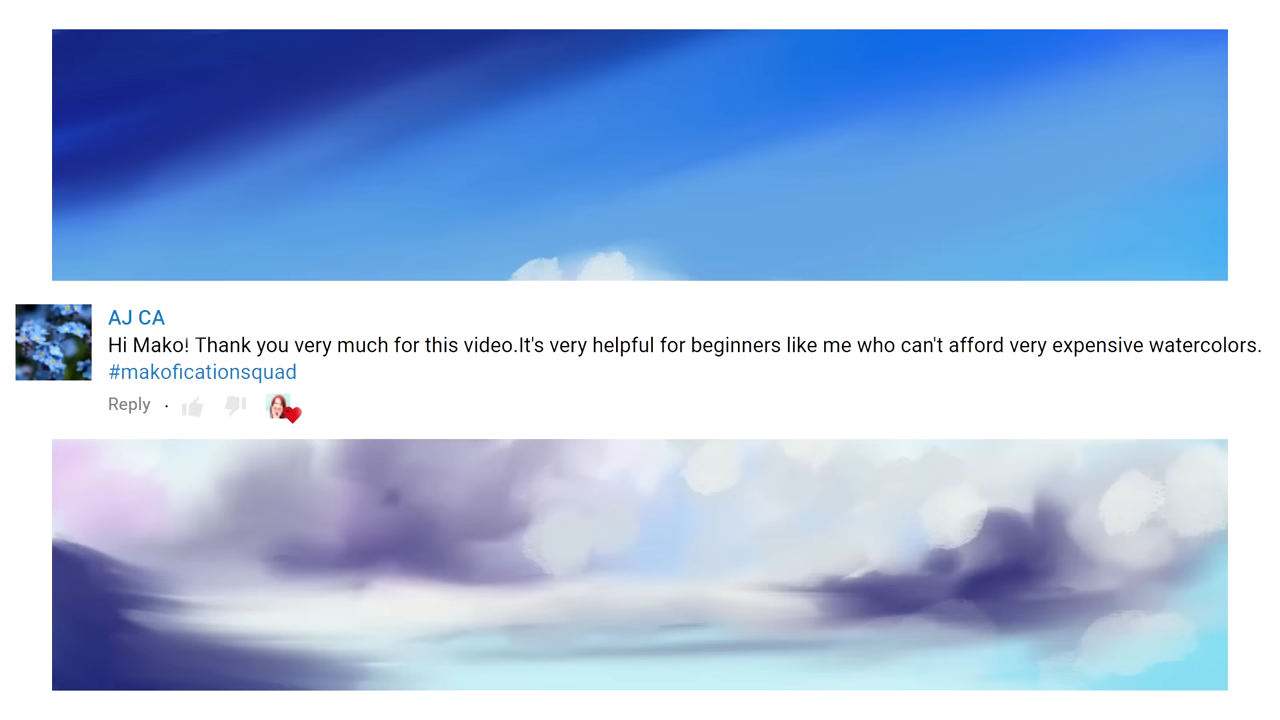 AJ CA
Hi Mako! Thank you very much for this video.It's very helpful for beginners like me who can't afford very expensive watercolors.
#makoficationsquad
Reply ·